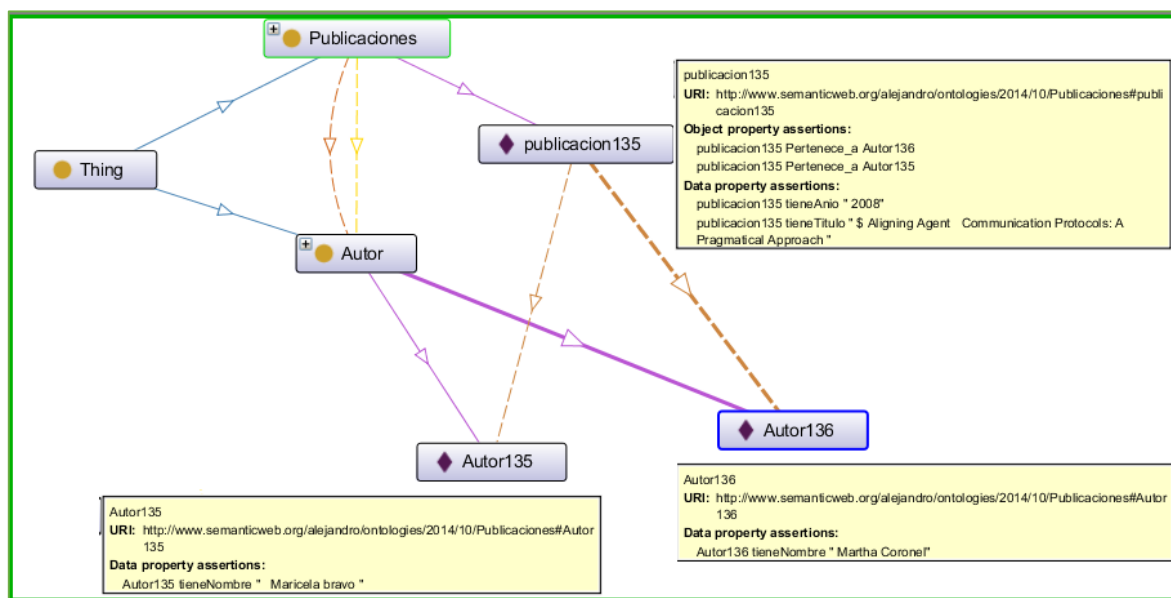 Publicaciones
publicacion135
Thing
Autor
Autor135
Autor136
publicacion135
URI: http://www.semanticweb.org/alejandro/ontologies/2014/10/Publicaciones#publi
cacion135
Object property assertions:
publicacion135 Pertenece_a Autor136
publicacion135 Pertenece_a Autor135
Data property assertions:
publicacion135 tieneAnio " 2008"
publicacion135 tieneTitulo " $ Aligning Agent Communication Protocols: A
Pragmatical Approach "
Autor135
URI: http://www.semanticweb.org/alejandro/ontologies/2014/10/Publicaciones#Autor
135
Data property assertions:
Autor135 tieneNombre " Maricela bravo "
Autor136
URI: http://www.semanticweb.org/alejandro/ontologies/2014/10/Publicaciones#Autor
136
Data property assertions:
Autor136 tieneNombre " Martha Coronel"